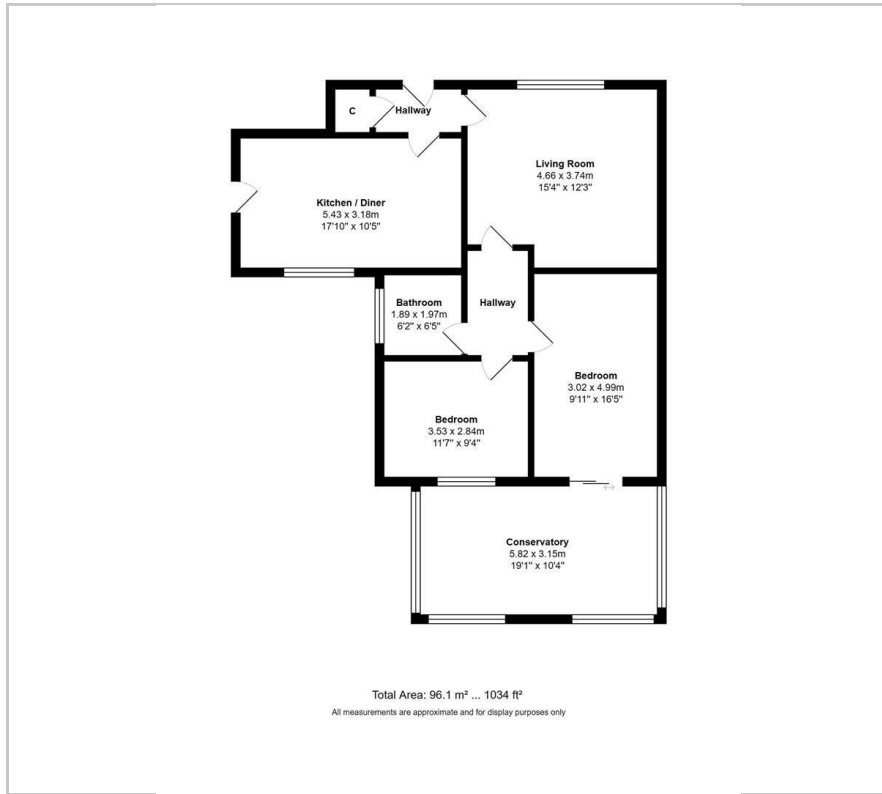 C
Hallway
Living Room
4.66 x 3.74m
15'4" x 12'3"
Kitchen / Diner
5.43 x 3.18m
17'10" x 10'5"
Bathroom
1.89 x 1.97m
6'2" x 6'5"
Hallway
Bedroom
3.02 x 4.99m
9'11" x 16'5"
Bedroom
3.53 x 2.84m
11'7" x 9'4"
Conservatory
5.82 x 3.15m
19'1" x 10'4"
Total Area: 96.1 m² ... 1034 ft²
All measurements are approximate and for display purposes only